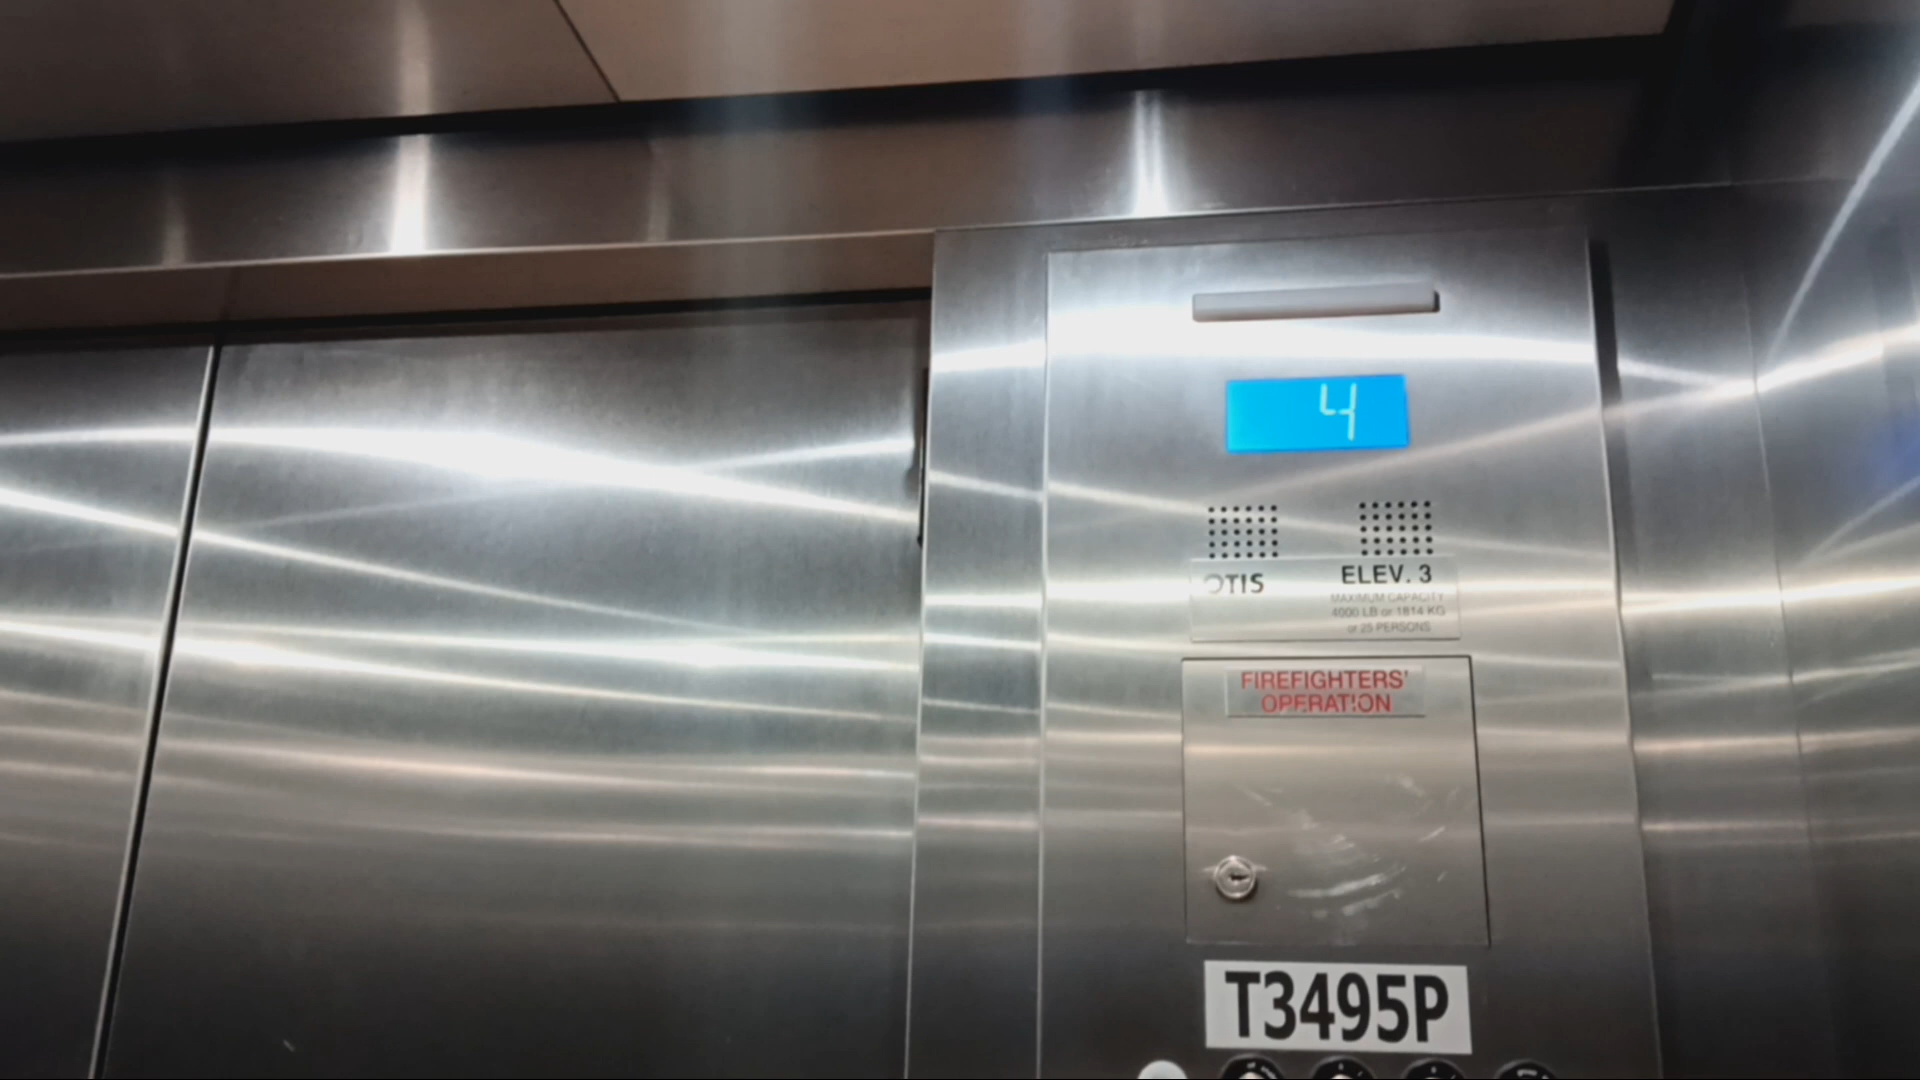 4
OTIS
ELEV. 3
MAXIMUM CAPACITY
4000 LB or 1814 KG
or 25 PERSONS
FIREFIGHTERS'
OPERATION
T3495P